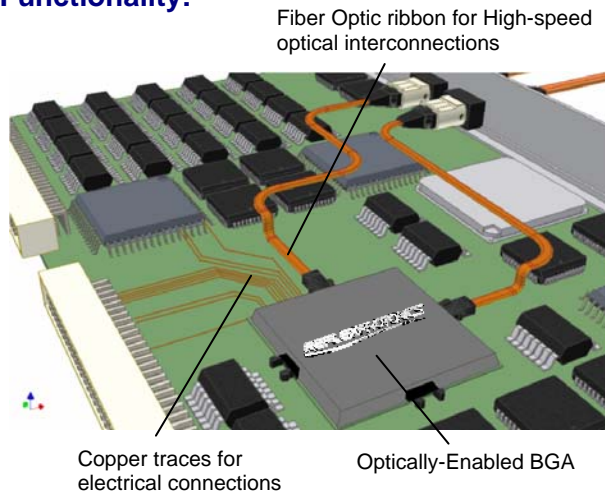 Functionality:
Fiber Optic ribbon for High-speed
optical interconnections
Copper traces for
electrical connections
Optically-Enabled BGA